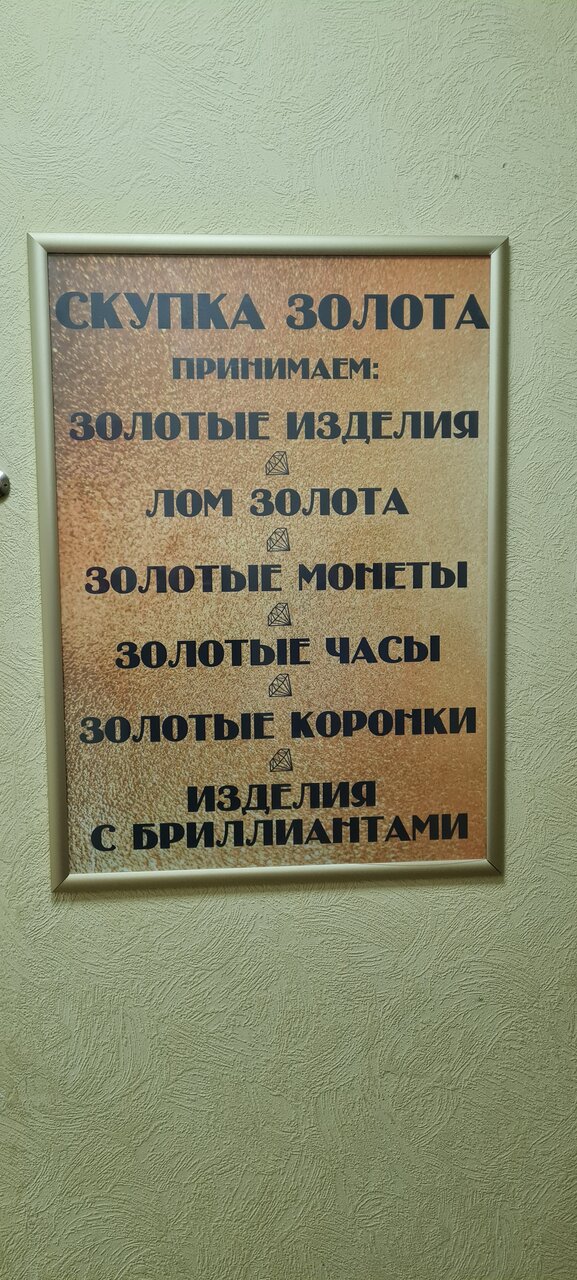 СКУПКА ЗОЛОТА
ПРИНИМАЕМ:
ЗОЛОТЫЕ ИЗДЕЛИЯ
ЛОМ ЗОЛОТА
ЗОЛОТЫЕ МОНЕТЫ
ЗОЛОТЫЕ ЧАСЫ
ЗОЛОТЫЕ КОРОНКИ
ИЗДЕЛИЯ
С БРИЛЛИАНТАМИ